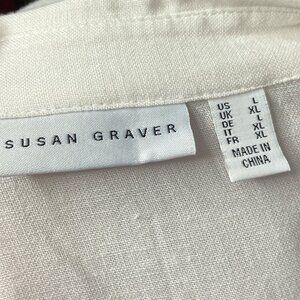 SUSAN GRAVER
US L
UK XL
DE L
IT XL
FR XL
MADE IN
CHINA